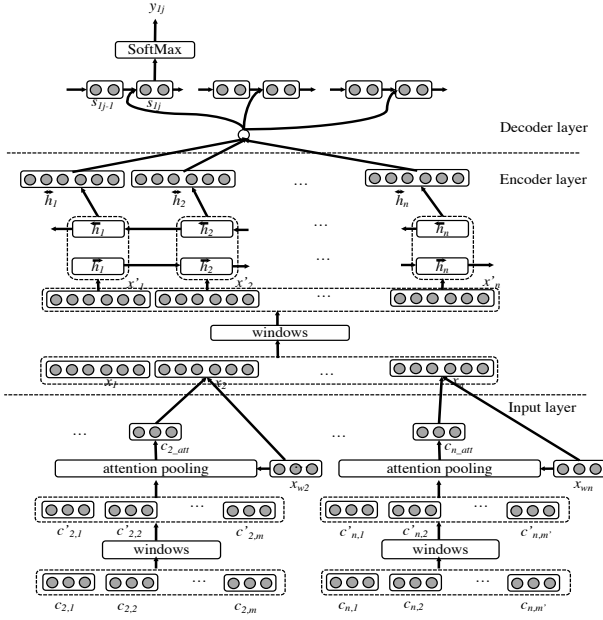 y1j
SoftMax
s1j-1 s1j
Decoder layer
Encoder layer
h1 h2 ... hn
h1 h2 ... hn
h1 h2 ... hn
x'1 x'2 x'n
...
windows
...
x1 x2 xn
Input layer
... ...
c2_att cn_att
attention pooling attention pooling
xw2 xwn
... ...
c'2,1 c'2,2 c'2,m c'n,1 c'n,2 c'n,m'
windows windows
... ...
c2,1 c2,2 c2,m cn,1 cn,2 cn,m'